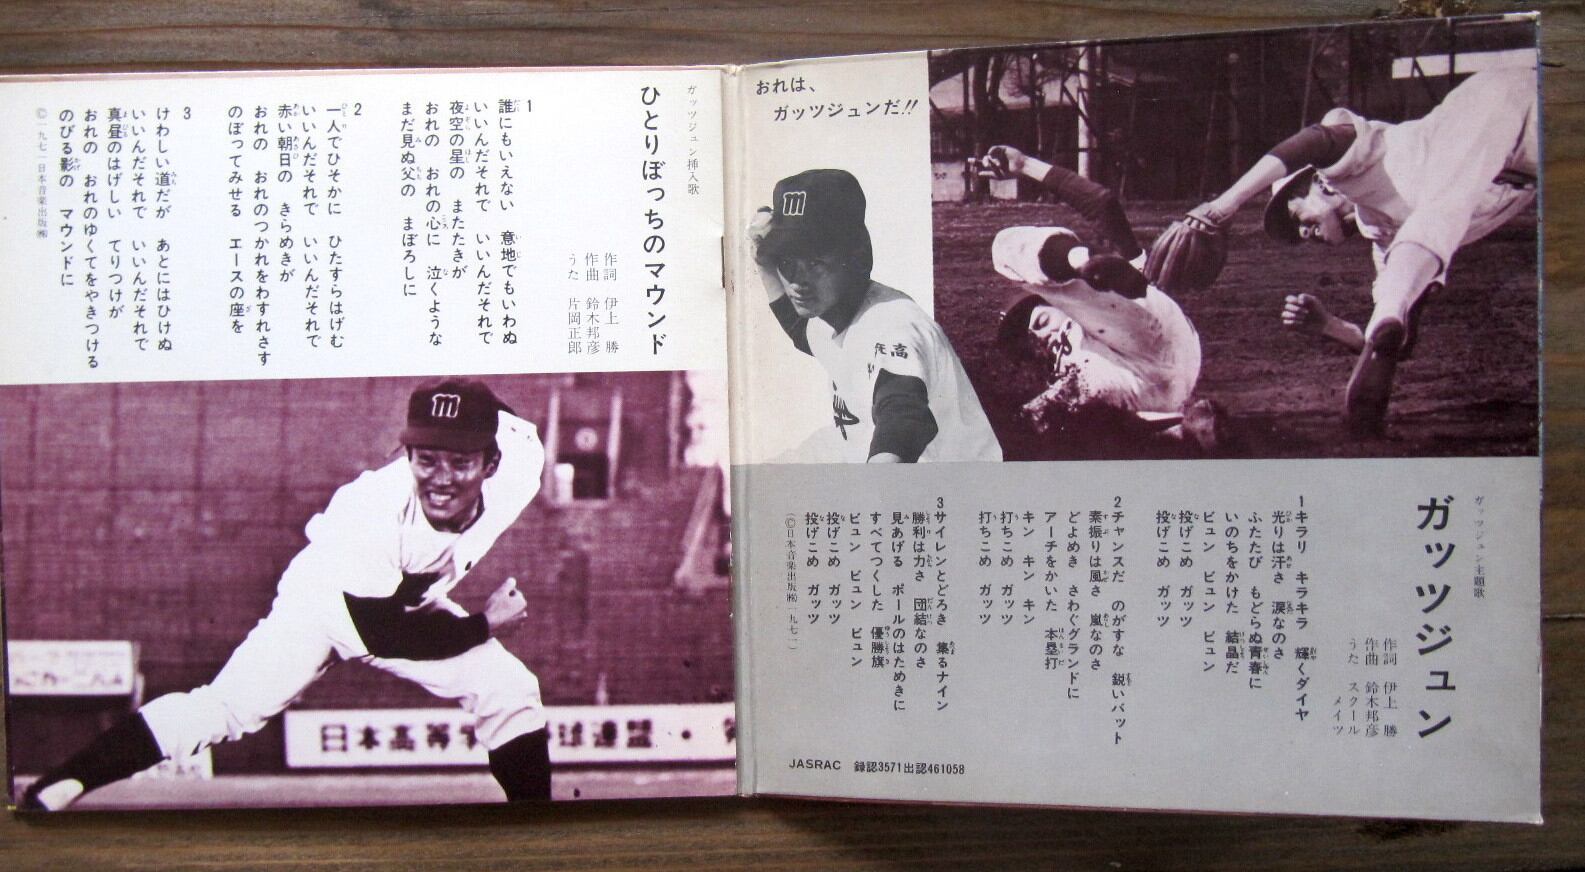 おれは、
ガッツジュンだ!!
ガッツジュン主題歌
ガッツジュン
作詞 伊上 勝
作曲 鈴木邦彦
うた スクール
メイツ
1 キラリ キラキラ 輝くダイヤ
光りは汗さ 涙なのさ
ふたたび もどらぬ青春に
いのちをかけた 結晶だ
ビュン ビュン ビュン
投げこめ ガッツ
投げこめ ガッツ
2 チャンスだ のがすな 鋭いバット
素振りは風さ 嵐なのさ
どよめき さわぐグランドに
アーチをかいた 本塁打
キン キン キン
打ちこめ ガッツ
打ちこめ ガッツ
3 サイレンとどろき 集るナイン
勝利は力さ 団結なのさ
見あげる ポールのはためきに
すべてつくした 優勝旗
ビュン ビュン ビュン
投げこめ ガッツ
投げこめ ガッツ
(©日本音楽出版㈱一九七一)
JASRAC 録認3571出認461058
ガッツジュン挿入歌
ひとりぼっちのマウンド
作詞 伊上 勝
作曲 鈴木邦彦
うた 片岡正郎
1
誰にもいえない 意地でもいわぬ
いいんだそれで いいんだそれで
夜空の星の またたきが
おれの おれの心に 泣くような
まだ見ぬ父の まぼろしに
2
一人でひそかに ひたすらはげむ
いいんだそれで いいんだそれで
赤い朝日の きらめきが
おれの おれのつかれをわすれさす
のぼってみせる エースの座を
3
けわしい道だが あとにはひけぬ
いいんだそれで いいんだそれで
真昼のはげしい てりつけが
おれの おれのゆくてをやきつける
のびる影の マウンドに
©一九七一日本音楽出版㈱
m
高
m
日本高等学
球連盟・